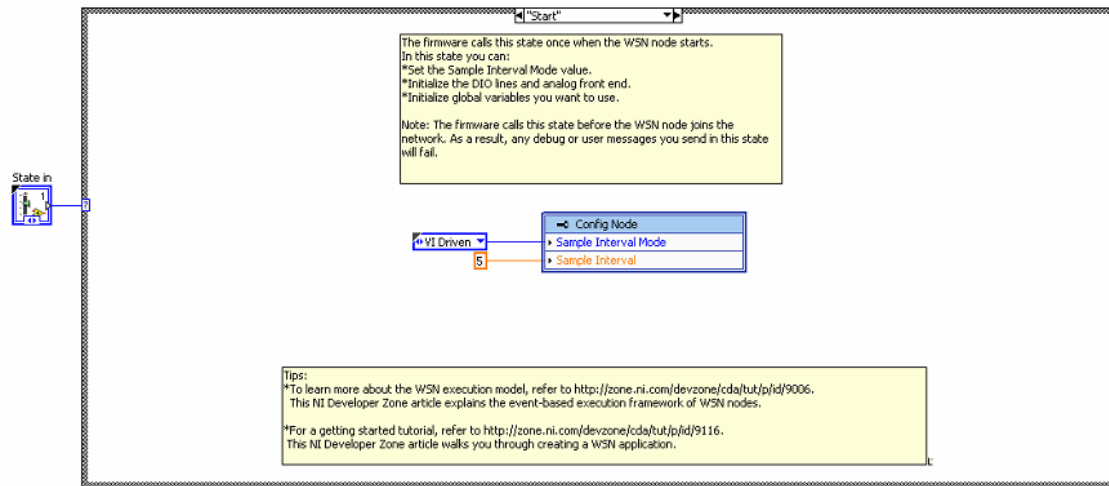 "Start"
The firmware calls this state once when the WSN node starts.
In this state you can:
*Set the Sample Interval Mode value.
*Initialize the DIO lines and analog front end.
*Initialize global variables you want to use.
Note: The firmware calls this state before the WSN node joins the
network. As a result, any debug or user messages you send in this state
will fail.
State in
1
?
Config Node
VI Driven
Sample Interval Mode
5
Sample Interval
Tips:
*To learn more about the WSN execution model, refer to http://zone.ni.com/devzone/cda/tut/p/id/9006.
This NI Developer Zone article explains the event-based execution framework of WSN nodes.
*For a getting started tutorial, refer to http://zone.ni.com/devzone/cda/tut/p/id/9116.
This NI Developer Zone article walks you through creating a WSN application.